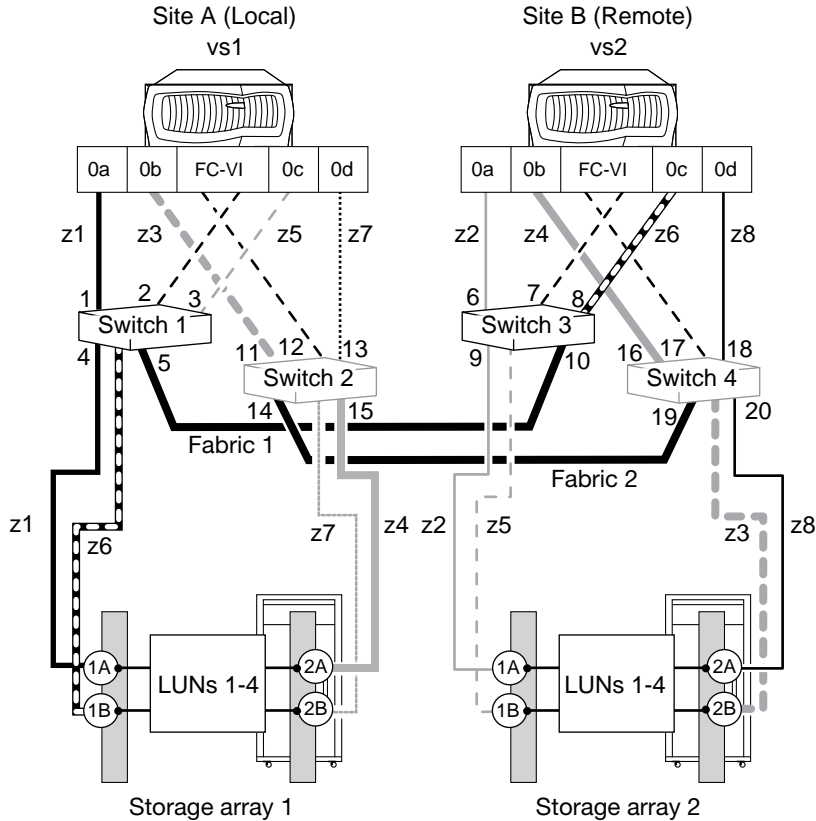 Site A (Local)
vs1
Site B (Remote)
vs2
0a 0b FC-VI 0c 0d
0a 0b FC-VI 0c 0d
z1 z3 z5 z7
z2 z4 z6 z8
1 2 3
Switch 1
4 5
6 7 8
Switch 3
9 10
11 12 13
Switch 2
14 15
16 17 18
Switch 4
19 20
Fabric 1
Fabric 2
z1 z6 z7 z4
z2 z5 z3 z8
1A
1B
LUNs 1-4
2A
2B
1A
1B
LUNs 1-4
2A
2B
Storage array 1
Storage array 2